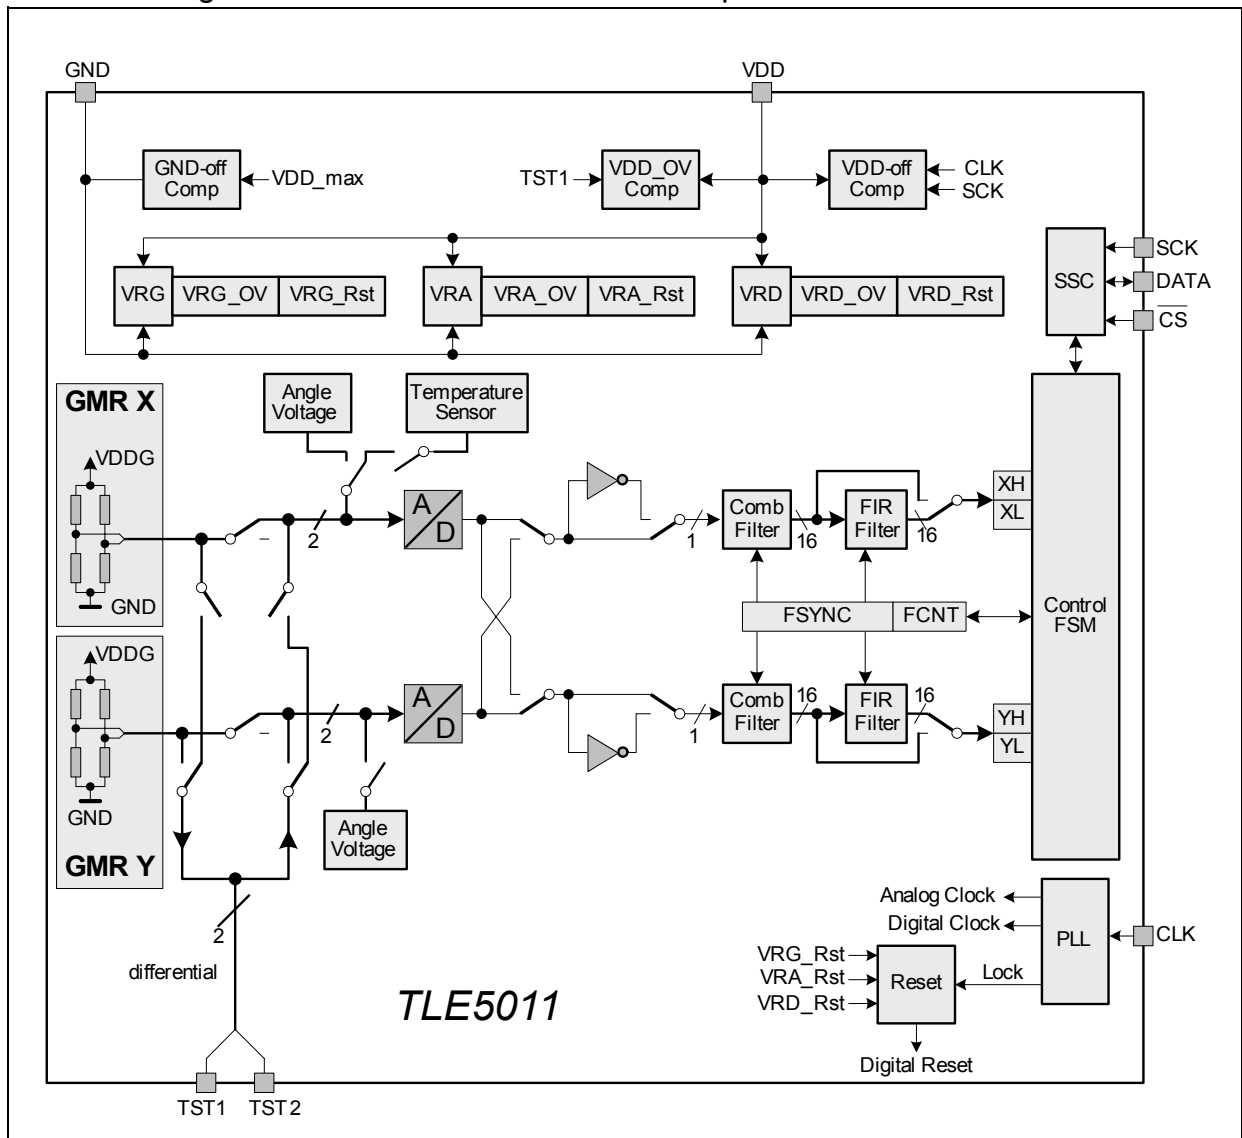 GND
VDD
GND-off
Comp
VDD_max
TST1
VDD_OV
Comp
VDD-off
Comp
CLK
SCK
SSC
SCK
DATA
CS
VRG
VRG_OV
VRG_Rst
VRA
VRA_OV
VRA_Rst
VRD
VRD_OV
VRD_Rst
GMR X
VDDG
GND
Angle
Voltage
Temperature
Sensor
2
A
D
1
Comb
Filter
16
FIR
Filter
16
XH
XL
FSYNC
FCNT
Control
FSM
VDDG
GND
GMR Y
2
A
D
Angle
Voltage
1
Comb
Filter
16
FIR
Filter
16
YH
YL
2
differential
TLE5011
Analog Clock
Digital Clock
PLL
CLK
VRG_Rst
VRA_Rst
VRD_Rst
Reset
Lock
Digital Reset
TST1
TST2